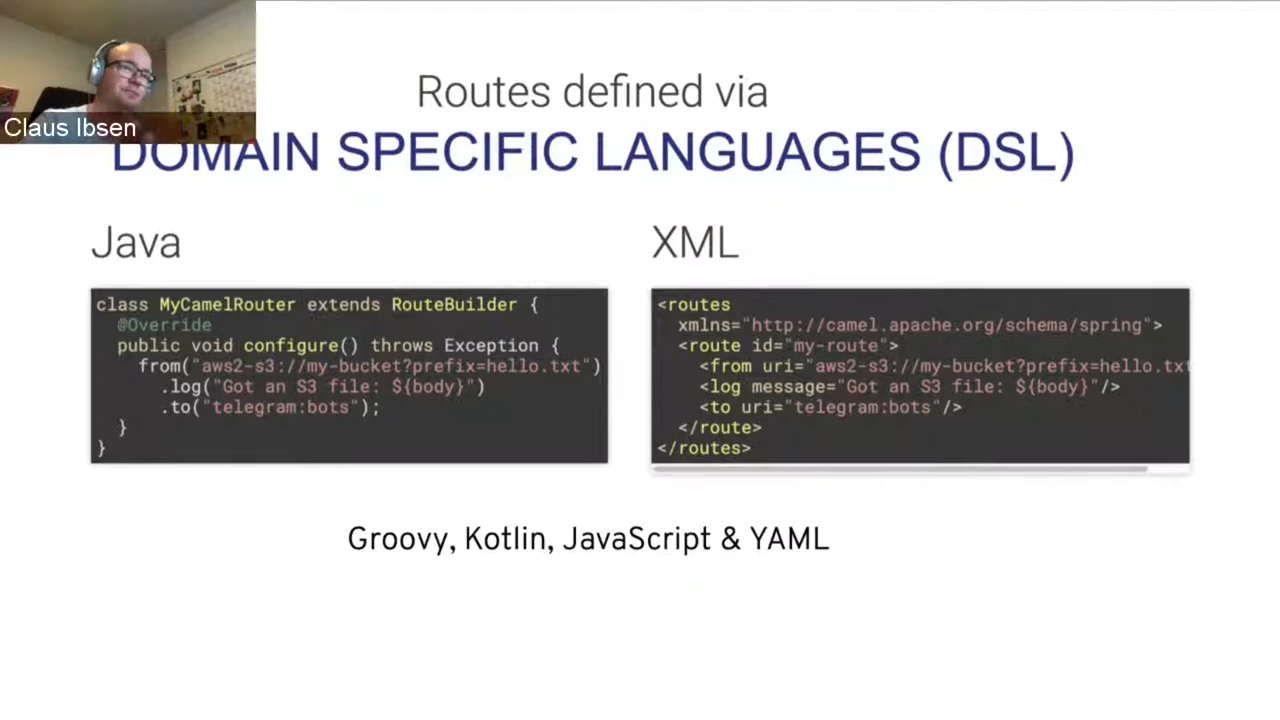 Claus Ibsen
Routes defined via
DOMAIN SPECIFIC LANGUAGES (DSL)
Java
class MyCamelRouter extends RouteBuilder {
@Override
public void configure() throws Exception {
from("aws2-s3://my-bucket?prefix=hello.txt")
.log("Got an S3 file: ${body}")
.to("telegram:bots");
}
}
XML
<routes
xmlns="http://camel.apache.org/schema/spring">
<route id="my-route">
<from uri="aws2-s3://my-bucket?prefix=hello.tx
<log message="Got an S3 file: ${body}"/>
<to uri="telegram:bots"/>
</route>
</routes>
Groovy, Kotlin, JavaScript & YAML